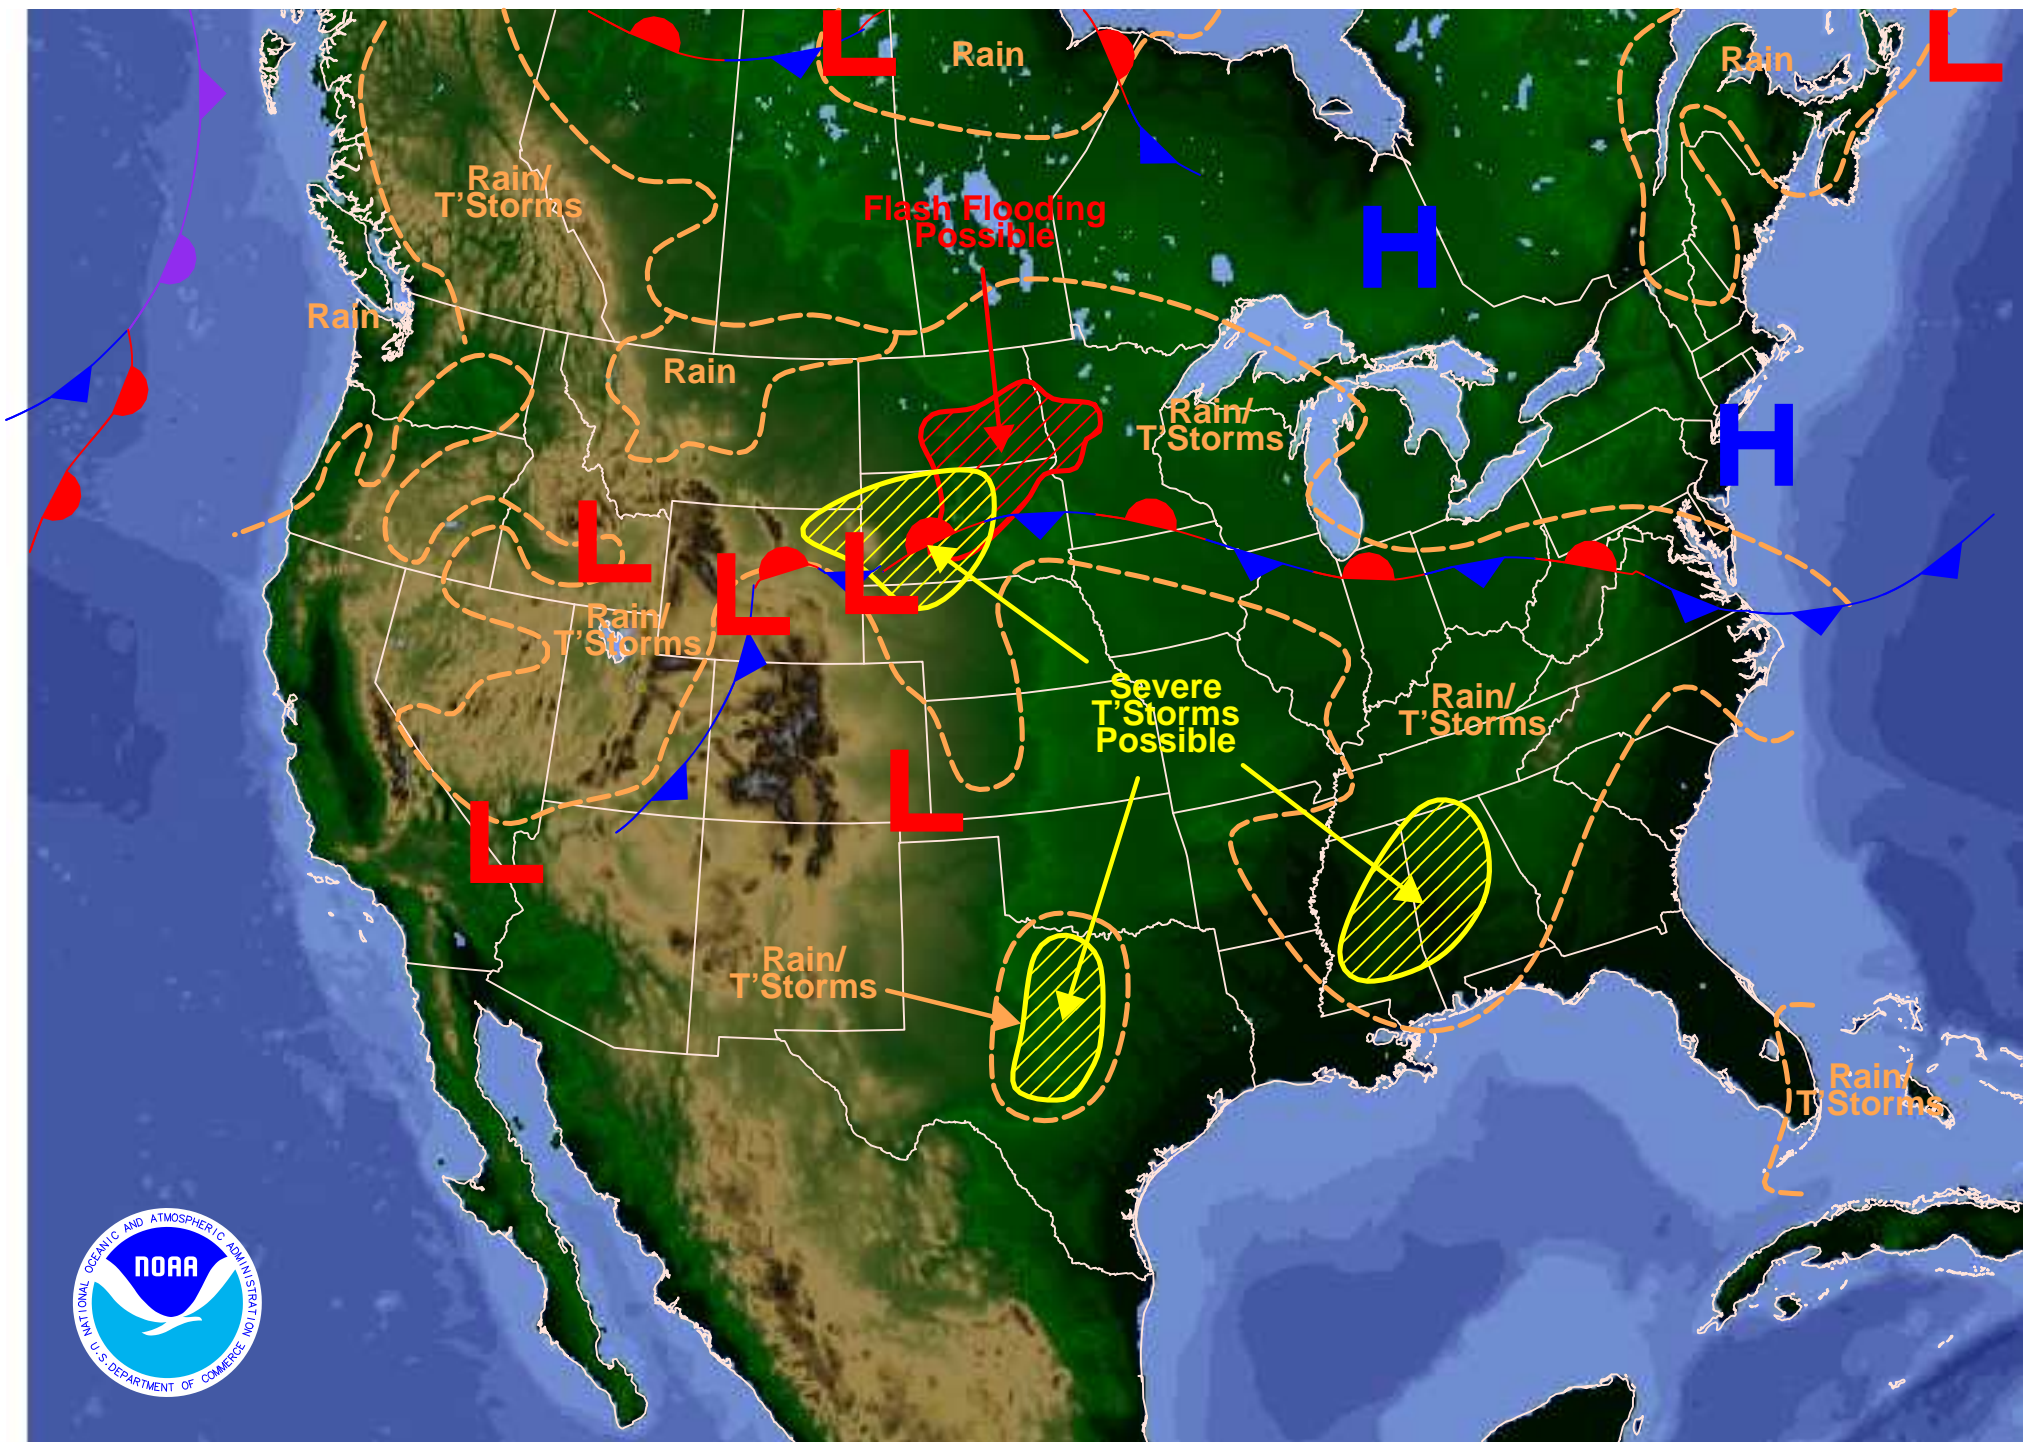 L
Rain
Rain
L
Rain/
T'Storms
Flash Flooding
Possible
H
Rain
Rain
Rain/
T'Storms
H
L
L
L
Rain/
T'Storms
Severe
T'Storms
Possible
Rain/
T'Storms
L
L
Rain/
T'Storms
Rain/
T'Storms
NATIONAL OCEANIC AND ATMOSPHERIC ADMINISTRATION
NOAA
U.S. DEPARTMENT OF COMMERCE